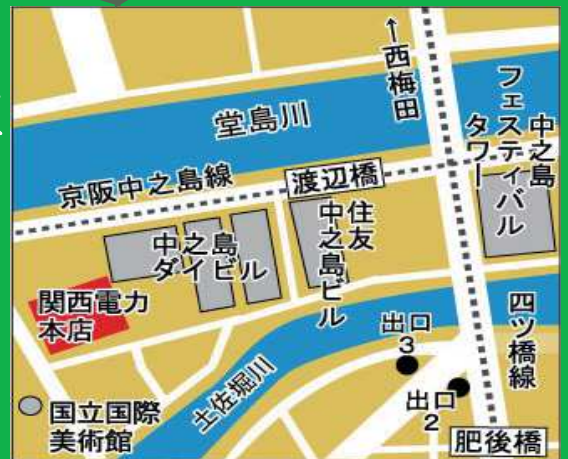 ←西梅田
堂島川
フェスティバル
タワー
中之島
京阪中之島線
渡辺橋
中之島
ダイビル
住友
中之島ビル
関西電力
本店
出口
3
四ツ橋線
土佐堀川
出口
2
国立国際
美術館
肥後橋